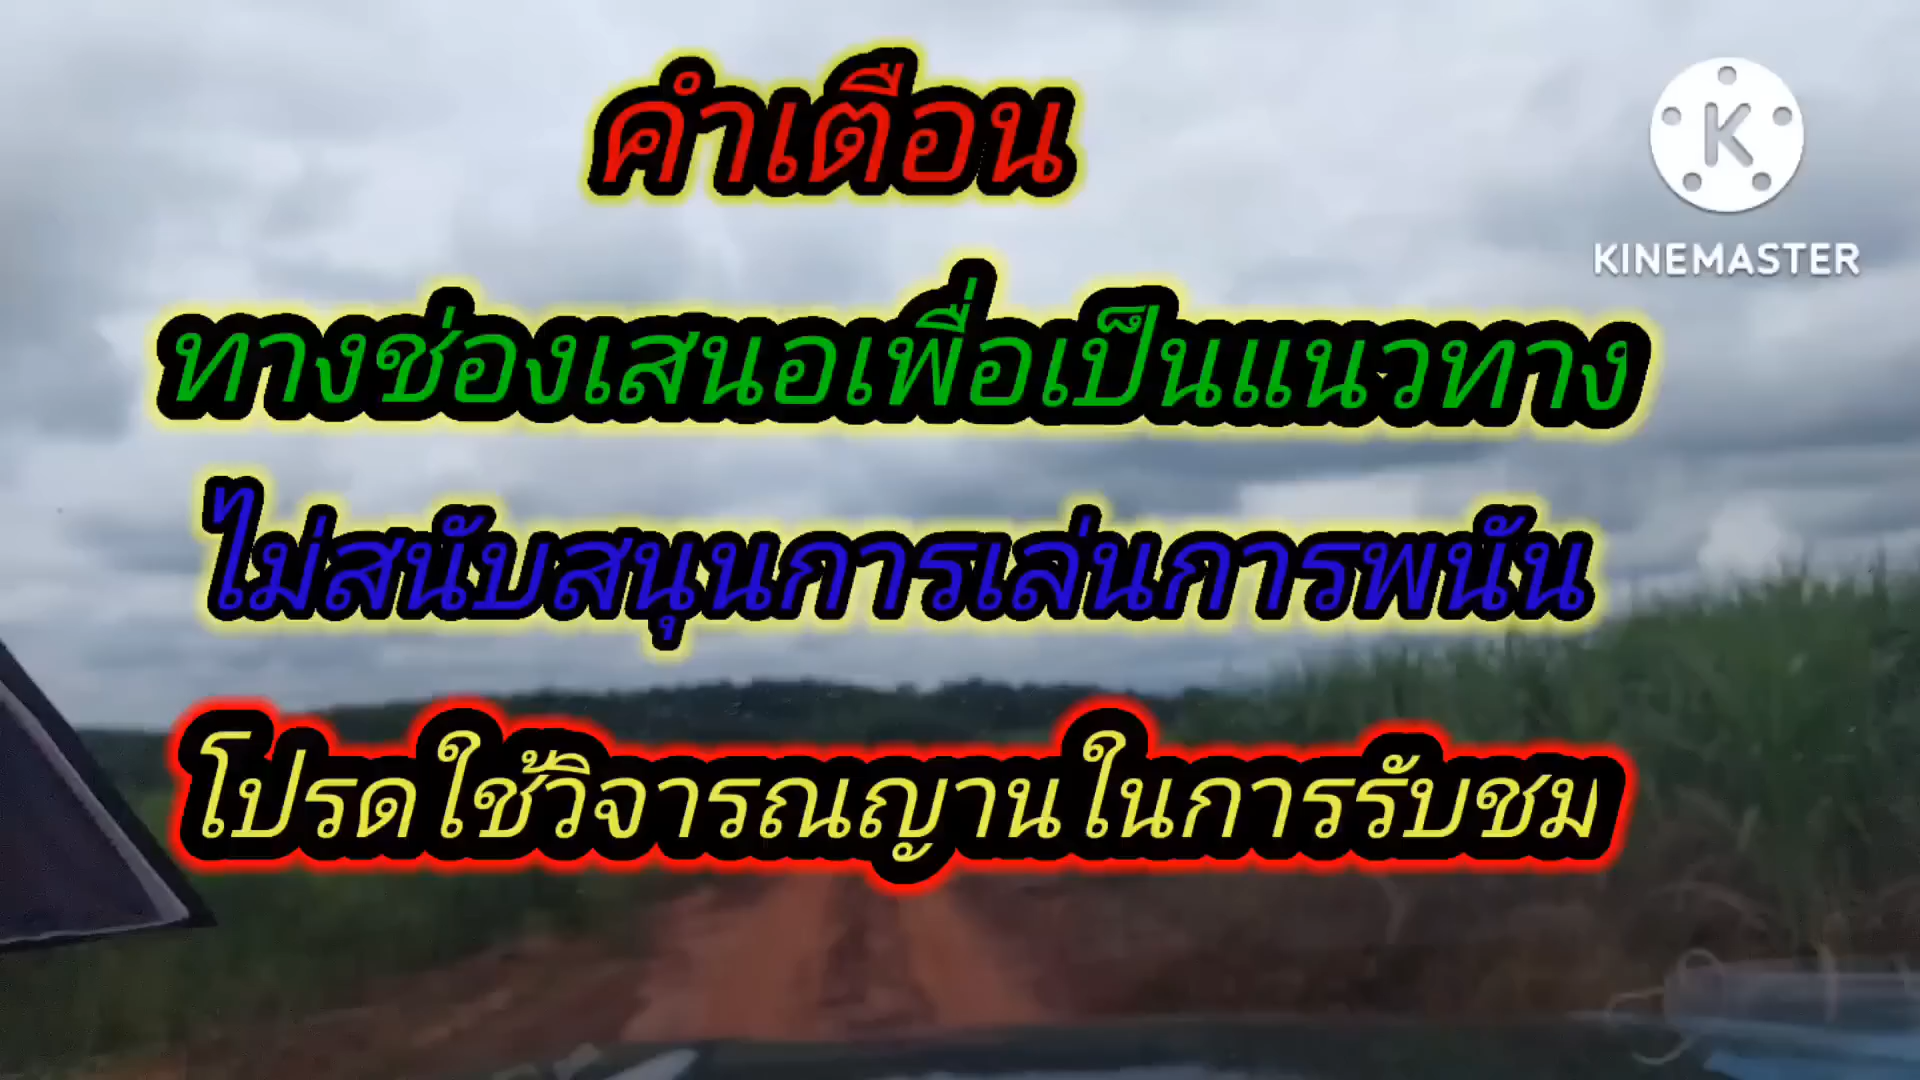 คำเตือน
K
KINEMASTER
ทางช่องเสนอเพื่อเป็นแนวทาง
ไม่สนับสนุนการเล่นการพนัน
โปรดใช้วิจารณญานในการรับชม